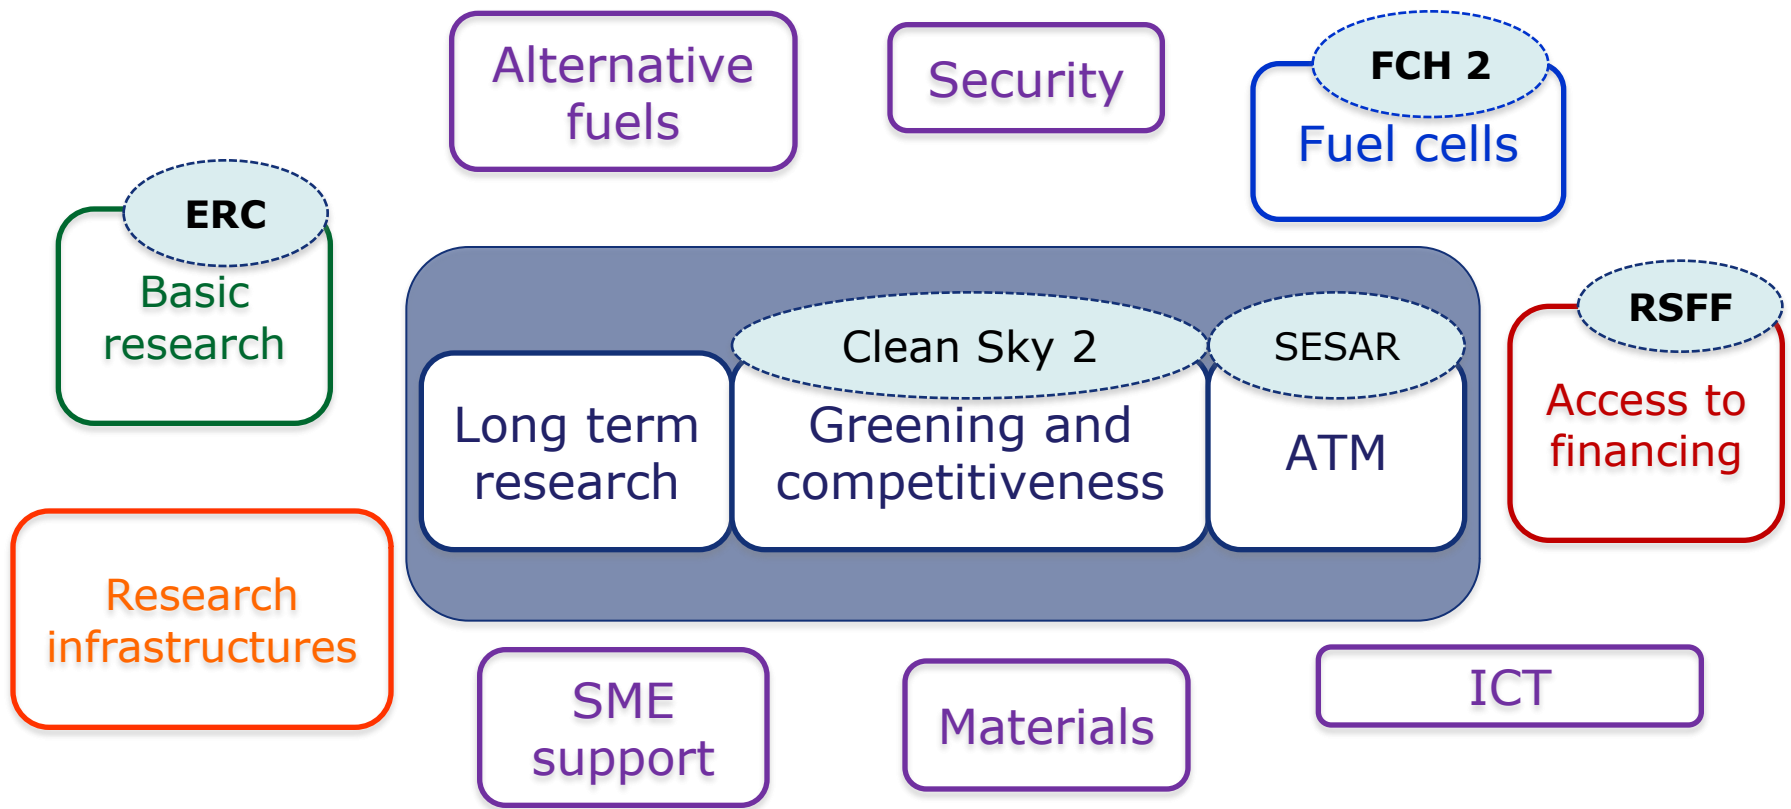 Alternative
fuels
Security
FCH 2
Fuel cells
ERC
Basic
research
Clean Sky 2
SESAR
Long term
research
Greening and
competitiveness
ATM
RSFF
Access to
financing
Research
infrastructures
SME
support
Materials
ICT